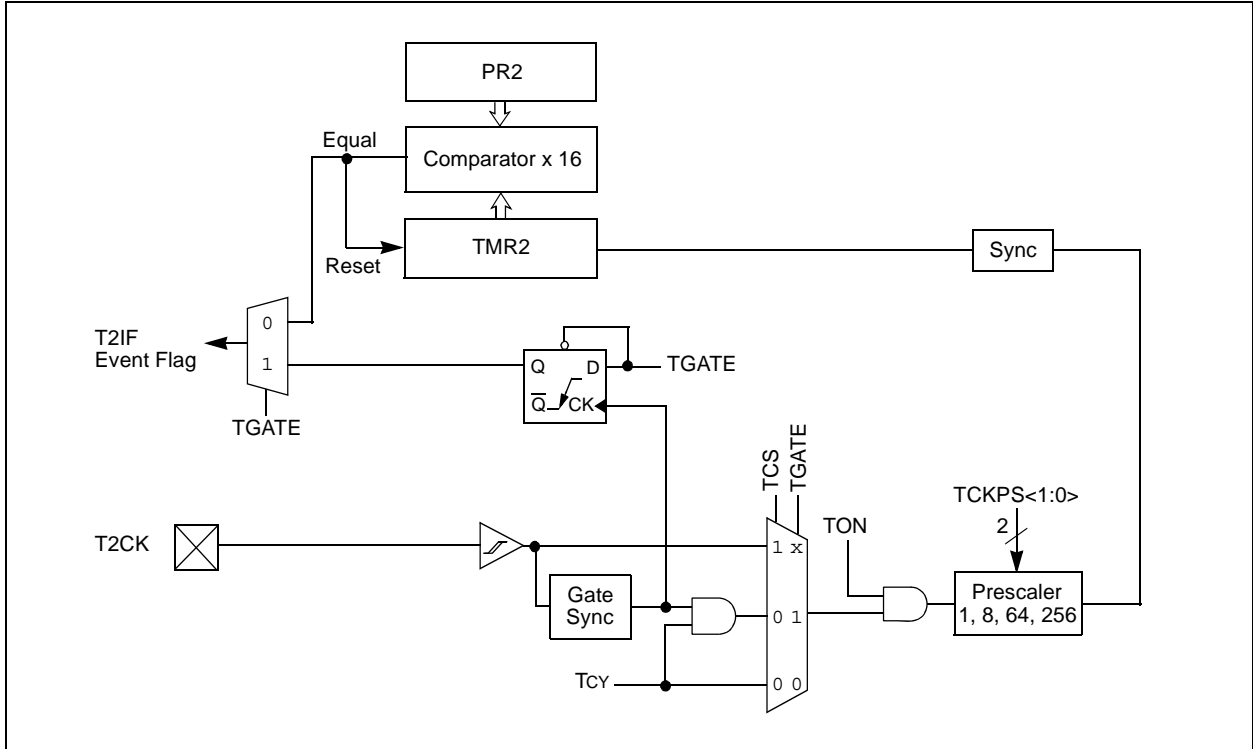 PR2
Equal
Comparator x 16
TMR2
Sync
Reset
0
T2IF
Event Flag
1
Q
D
TGATE
Q
CK
TGATE
TCS
TGATE
TCKPS<1:0>
2
TON
T2CK
1 x
Gate
Sync
Prescaler
1, 8, 64, 256
0 1
TCY
0 0